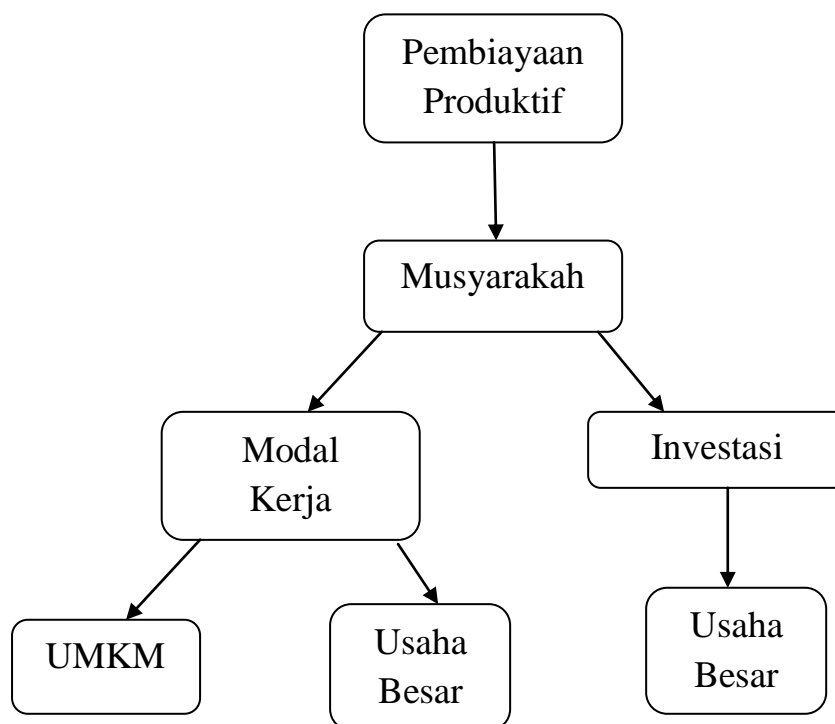 Pembiayaan
Produktif
Musyarakah
Modal
Kerja
Investasi
UMKM
Usaha
Besar
Usaha
Besar